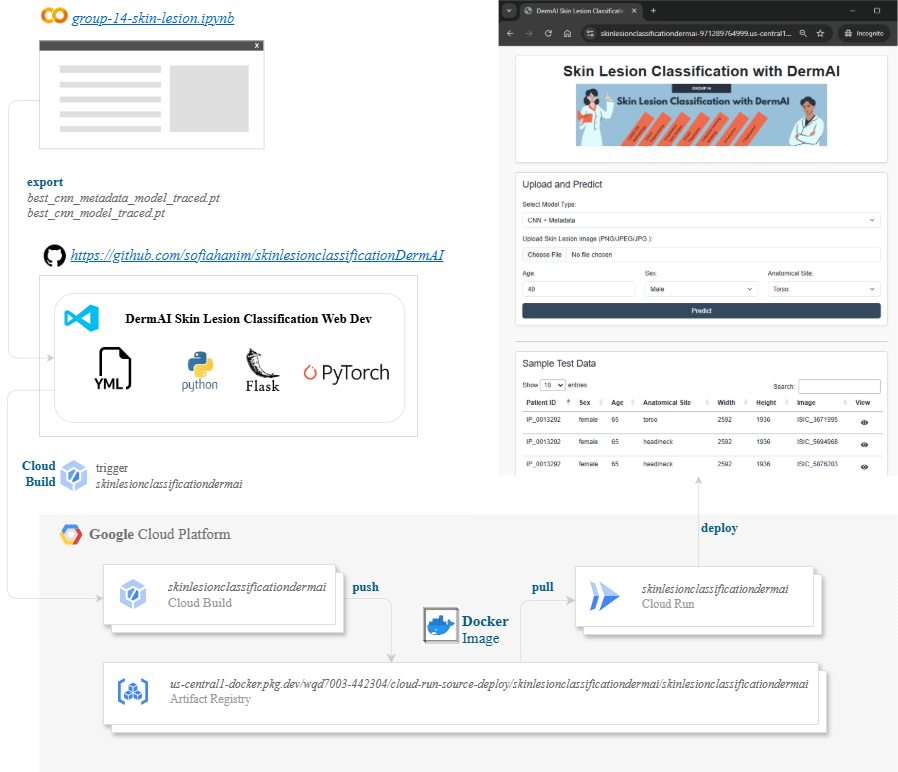 group-14-skin-lesion.ipynb
X
export
best_cnn_metadata_model_traced.pt
best_cnn_model_traced.pt
https://github.com/sofiahanim/skinlesionclassificationDermAI
DermAI Skin Lesion Classification Web Dev
YML
python
Flask
PyTorch
Cloud Build
trigger
skinlesionclassificationdermai
Google Cloud Platform
skinlesionclassificationdermai
Cloud Build
push
Docker
Image
pull
skinlesionclassificationdermai
Cloud Run
deploy
us-central1-docker.pkg.dev/wqd7003-442304/cloud-run-source-deploy/skinlesionclassificationdermai/skinlesionclassificationdermai
Artifact Registry
DermAI Skin Lesion Classificatio
skinlesionclassificationdermai-971289764999.us-central1...
Incognito
Skin Lesion Classification with DermAI
GROUP 14
Skin Lesion Classification with DermAI
Upload and Predict
Select Model Type:
CNN + Metadata
Upload Skin Lesion Image (PNG/JPEG/JPG ):
Choose File No file chosen
Age: Sex: Anatomical Site:
40 Male Torso
Predict
Sample Test Data
Show 10 entries Search:
Patient ID Sex Age Anatomical Site Width Height Image View
IP_0013292 female 65 torso 2592 1936 ISIC_3671995
IP_0013292 female 65 head/neck 2592 1936 ISIC_5694968
IP_0013292 female 65 head/neck 2592 1936 ISIC_5876203